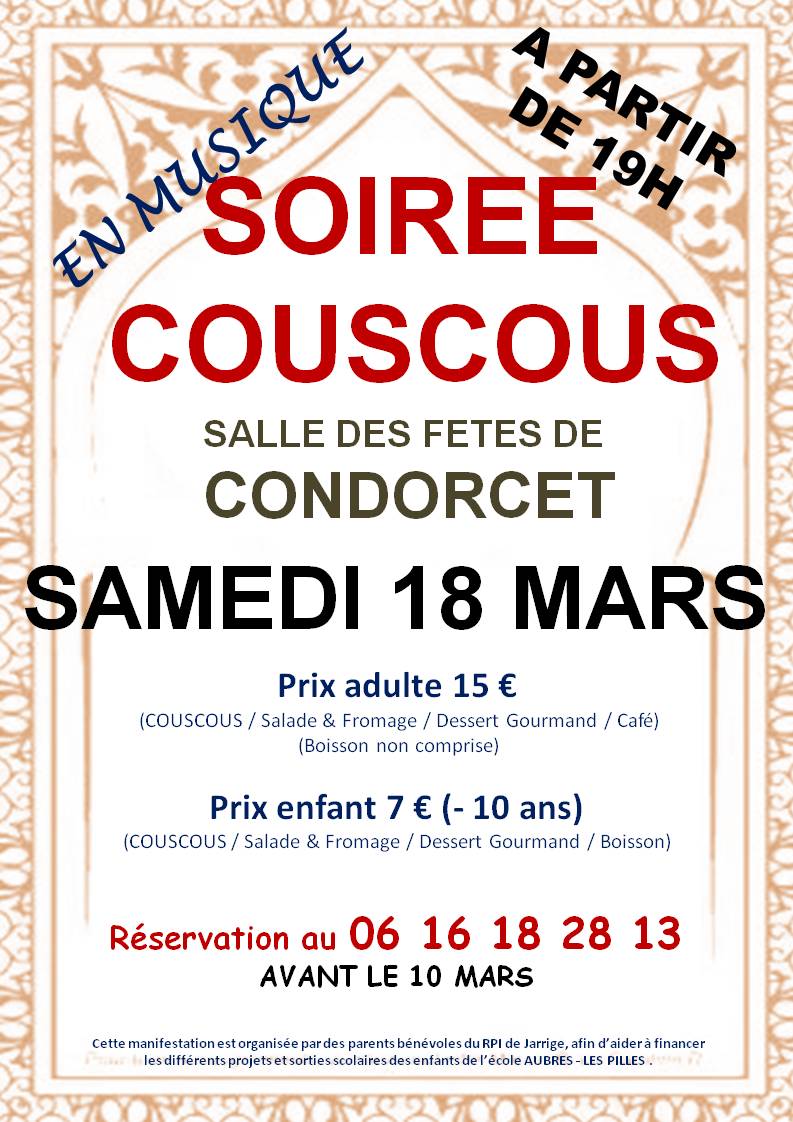 EN MUSIQUE
A PARTIR
DE 19H
SOIREE
COUSCOUS
SALLE DES FETES DE
CONDORCET
SAMEDI 18 MARS
Prix adulte 15 €
(COUSCOUS / Salade & Fromage / Dessert Gourmand / Café)
(Boisson non comprise)
Prix enfant 7 € (- 10 ans)
(COUSCOUS / Salade & Fromage / Dessert Gourmand / Boisson)
Réservation au 06 16 18 28 13
AVANT LE 10 MARS
Cette manifestation est organisée par des parents bénévoles du RPI de Jarrige, afin d'aider à financer
les différents projets et sorties scolaires des enfants de l'école AUBRES - LES PILLES .